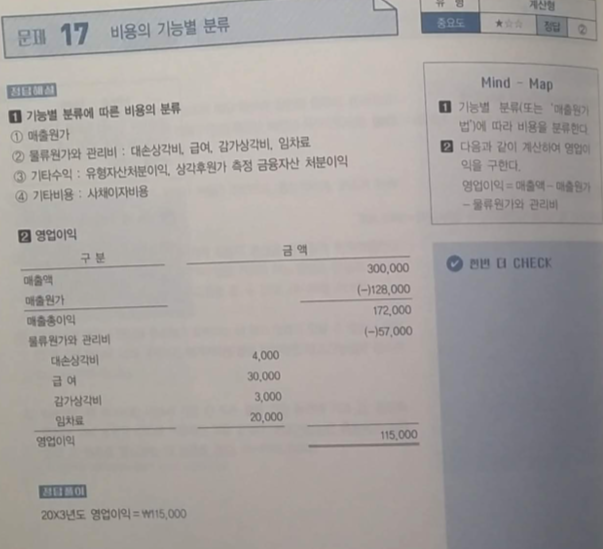 문제 17 비용의 기능별 분류
유 형 계산형
중요도 ★☆☆ 정답 ②
정답해설
1 기능별 분류에 따른 비용의 분류
① 매출원가
② 물류원가와 관리비 : 대손상각비, 급여, 감가상각비, 임차료
③ 기타수익 : 유형자산처분이익, 상각후원가 측정 금융자산 처분이익
④ 기타비용 : 사채이자비용
2 영업이익
구 분 금 액
매출액 300,000
매출원가 (-)128,000
매출총이익 172,000
물류원가와 관리비 (-)57,000
대손상각비 4,000
급 여 30,000
감가상각비 3,000
임차료 20,000
영업이익 115,000
정답풀이
20X3년도 영업이익 = ₩115,000
Mind - Map
1 기능별 분류(또는 '매출원가
법')에 따라 비용을 분류한다.
2 다음과 같이 계산하여 영업이
익을 구한다.
영업이익 = 매출액 - 매출원가
- 물류원가와 관리비
한번 더 CHECK